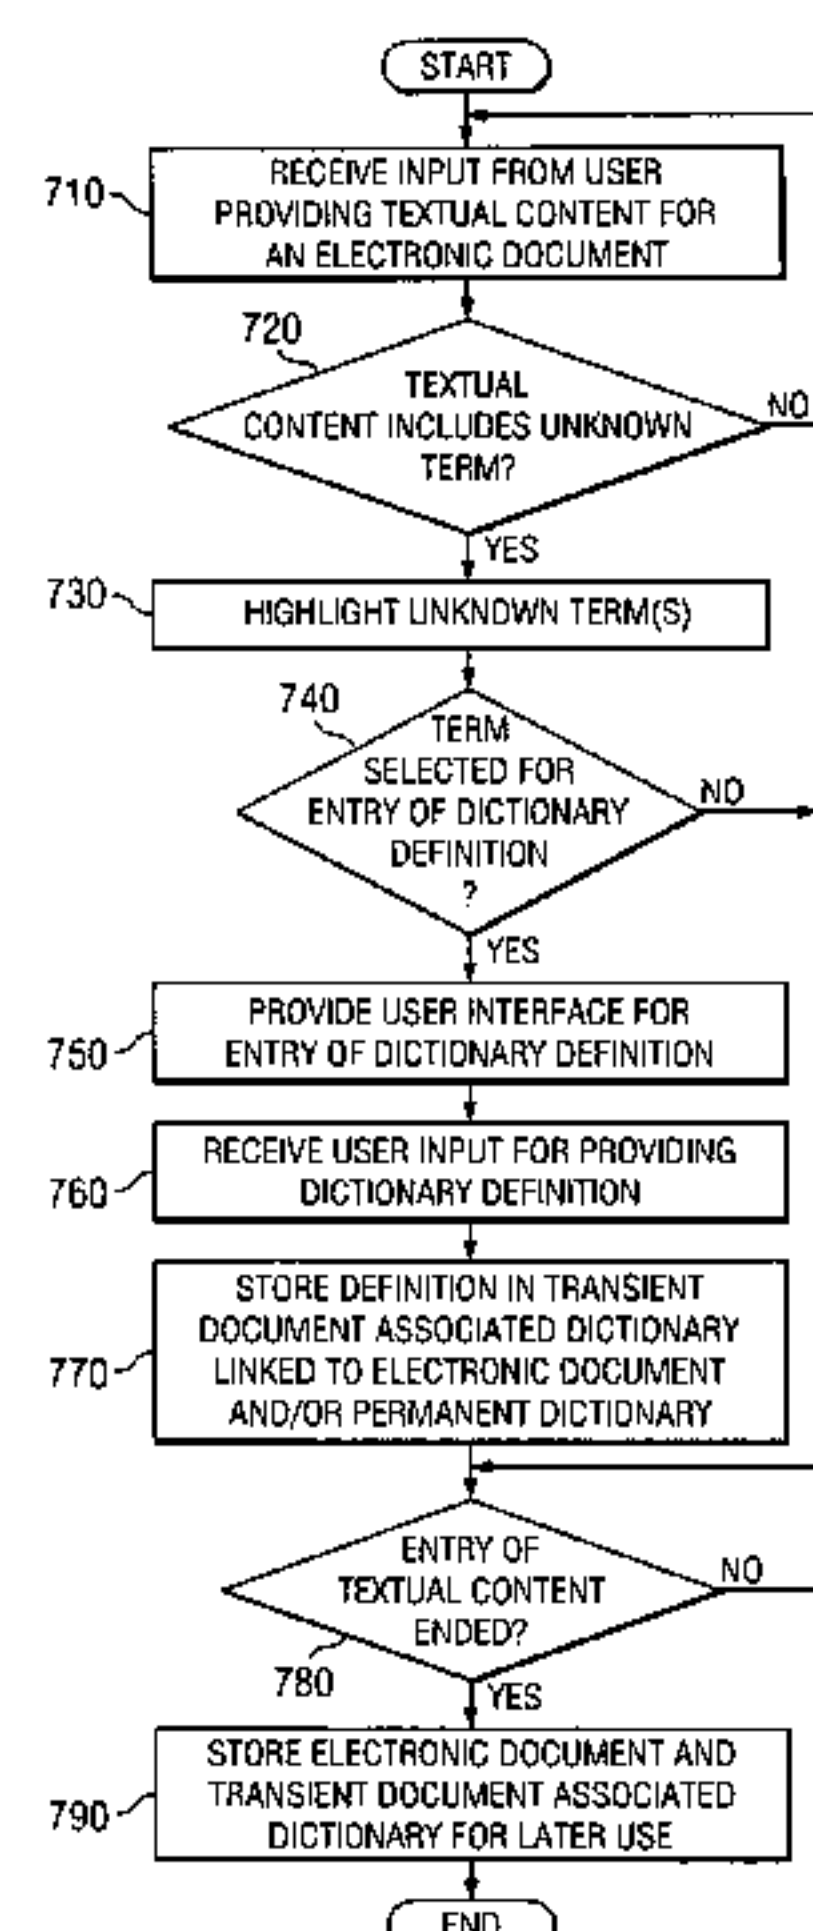 START
710
RECEIVE INPUT FROM USER
PROVIDING TEXTUAL CONTENT FOR
AN ELECTRONIC DOCUMENT
720
TEXTUAL
CONTENT INCLUDES UNKNOWN
TERM?
NO
YES
730
HIGHLIGHT UNKNOWN TERM(S)
740
TERM
SELECTED FOR
ENTRY OF DICTIONARY
DEFINITION
?
NO
YES
750
PROVIDE USER INTERFACE FOR
ENTRY OF DICTIONARY DEFINITION
760
RECEIVE USER INPUT FOR PROVIDING
DICTIONARY DEFINITION
770
STORE DEFINITION IN TRANSIENT
DOCUMENT ASSOCIATED DICTIONARY
LINKED TO ELECTRONIC DOCUMENT
AND/OR PERMANENT DICTIONARY
ENTRY OF
TEXTUAL CONTENT
ENDED?
NO
780
YES
790
STORE ELECTRONIC DOCUMENT AND
TRANSIENT DOCUMENT ASSOCIATED
DICTIONARY FOR LATER USE
END